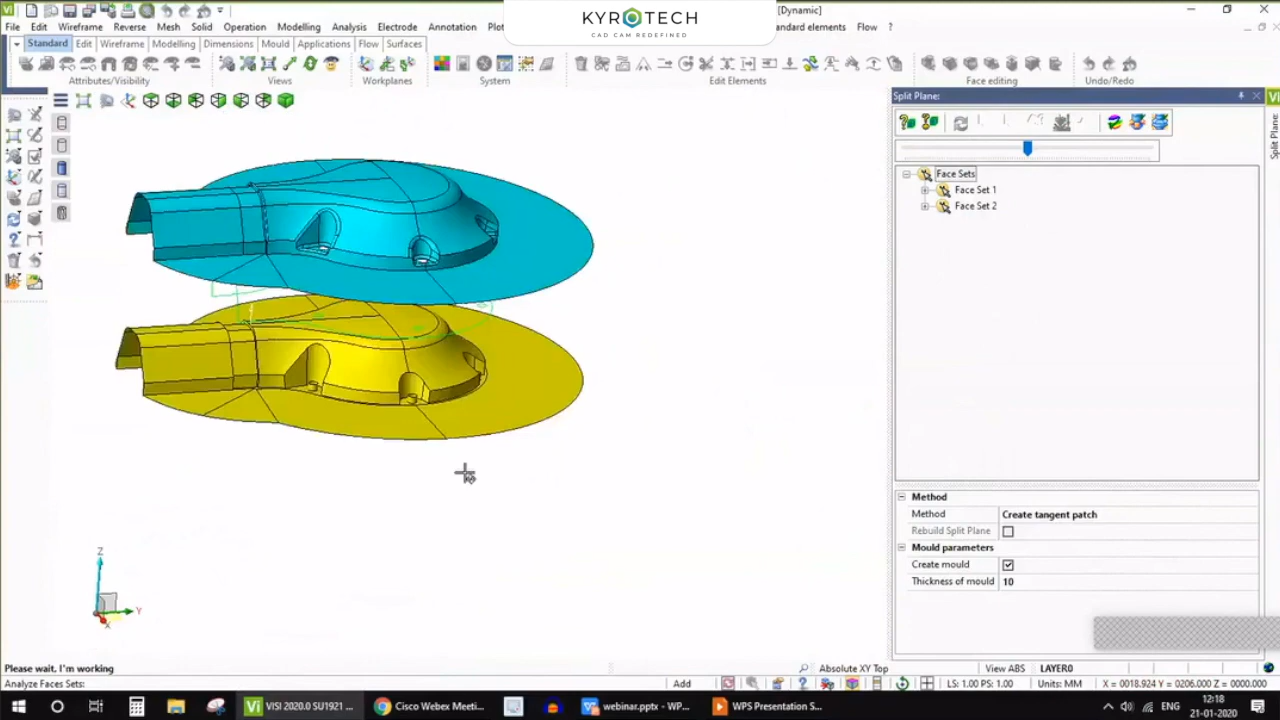 KYROTECH
CAD CAM REDEFINED
[Dynamic]
File Edit Wireframe Reverse Mesh Solid Operation Modelling Analysis Electrode Annotation Plot
Standard elements Flow ?
Standard Edit Wireframe Modelling Dimensions Mould Applications Flow Surfaces
Attributes/Visibility Views Workplanes System Edit Elements Face editing Undo/Redo
Split Plane:
Split Plane:
Face Sets
Face Set 1
Face Set 2
Method
Method Create tangent patch
Rebuild Split Plane
Mould parameters
Create mould
Thickness of mould 10
Z
Y
X
Please wait, I'm working
Absolute XY Top View ABS LAYER0
Analyze Faces Sets: Add LS: 1.00 PS: 1.00 Units: MM X = 0018.924 Y = 0206.000 Z = 0000.000
VISI 2020.0 SU1921 ... Cisco Webex Meeti... webinar.pptx - WP... WPS Presentation S... ENG 12:18
21-01-2020